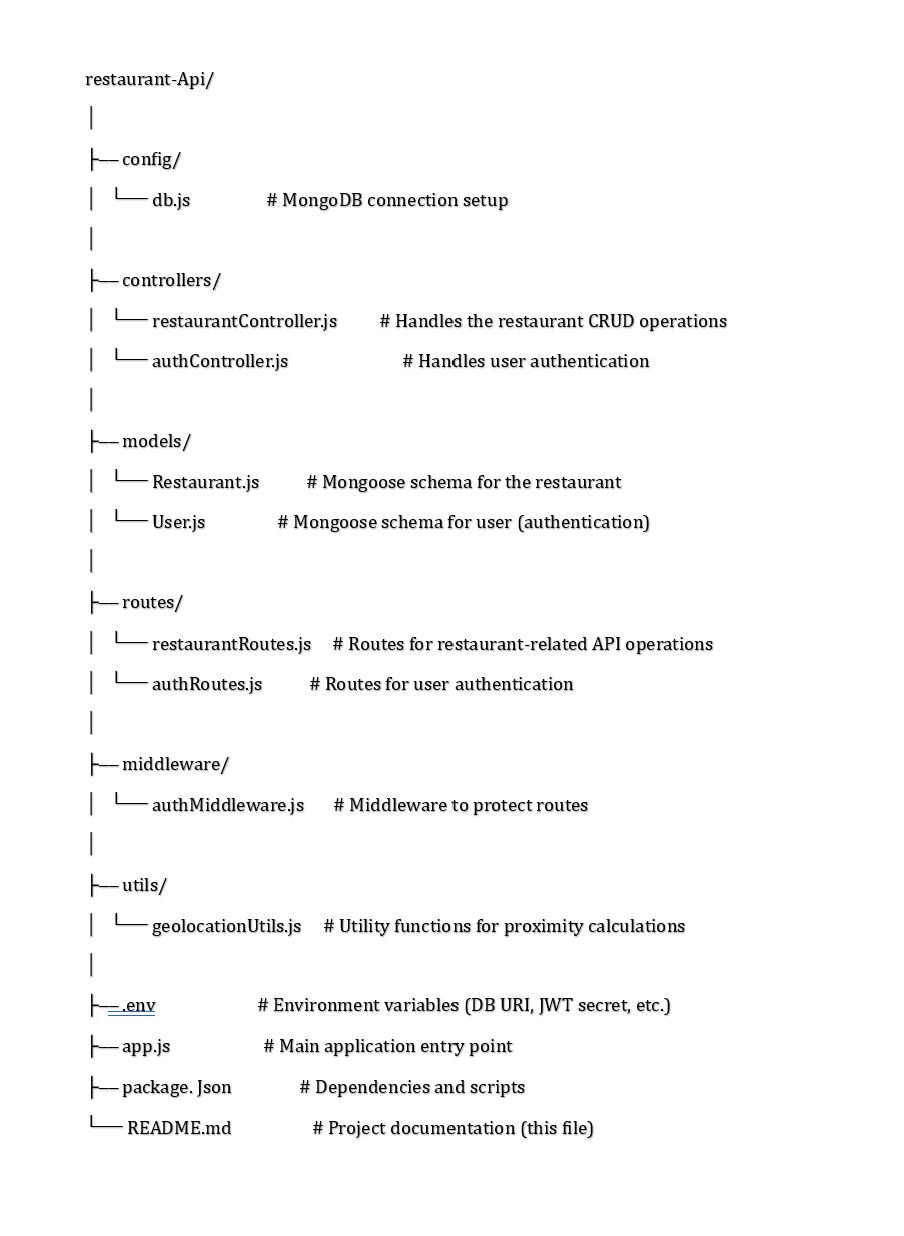 restaurant-Api/
│
├── config/
│ └── db.js # MongoDB connection setup
│
├── controllers/
│ └── restaurantController.js # Handles the restaurant CRUD operations
│ └── authController.js # Handles user authentication
│
├── models/
│ └── Restaurant.js # Mongoose schema for the restaurant
│ └── User.js # Mongoose schema for user (authentication)
│
├── routes/
│ └── restaurantRoutes.js # Routes for restaurant-related API operations
│ └── authRoutes.js # Routes for user authentication
│
├── middleware/
│ └── authMiddleware.js # Middleware to protect routes
│
├── utils/
│ └── geolocationUtils.js # Utility functions for proximity calculations
│
├── .env # Environment variables (DB URI, JWT secret, etc.)
├── app.js # Main application entry point
├── package. Json # Dependencies and scripts
└── README.md # Project documentation (this file)